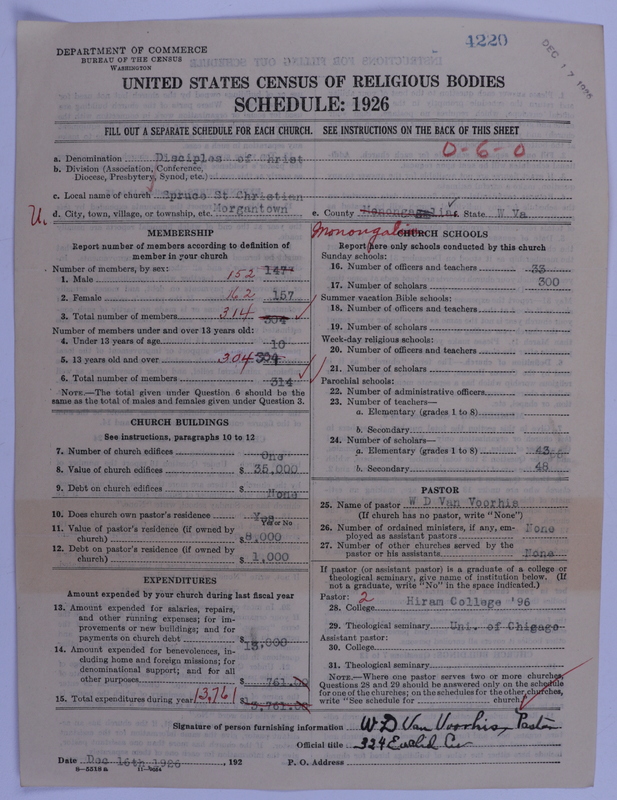 4220
DEC 17 1926
DEPARTMENT OF COMMERCE
BUREAU OF THE CENSUS
WASHINGTON
UNITED STATES CENSUS OF RELIGIOUS BODIES
SCHEDULE: 1926
FILL OUT A SEPARATE SCHEDULE FOR EACH CHURCH. SEE INSTRUCTIONS ON THE BACK OF THIS SHEET
0-6-0
a. Denomination Disciples of Christ
b. Division (Association, Conference, Diocese, Presbytery, Synod, etc.)
c. Local name of church Spruce St Christian
U. d. City, town, village, or township, etc. Morgantown e. County Monongalia State W Va
MEMBERSHIP
Report number of members according to definition of member in your church
Number of members, by sex:
1. Male 152 147
2. Female 162 157
3. Total number of members 314 304
Number of members under and over 13 years old:
4. Under 13 years of age 10
5. 13 years old and over 304 304
6. Total number of members 314
NOTE.—The total given under Question 6 should be the same as the total of males and females given under Question 3.
CHURCH BUILDINGS
See instructions, paragraphs 10 to 12
7. Number of church edifices One
8. Value of church edifices $ 35,000
9. Debt on church edifices $ None
10. Does church own pastor's residence? Yes
Yes or No
11. Value of pastor's residence (if owned by church) $8,000
12. Debt on pastor's residence (if owned by church) $ 1,000
EXPENDITURES
Amount expended by your church during last fiscal year
13. Amount expended for salaries, repairs, and other running expenses; for improvements or new buildings; and for payments on church debt $ 13,000
14. Amount expended for benevolences, including home and foreign missions; for denominational support; and for all other purposes $ 761.00
15. Total expenditures during year 13,761 $13,761.00
CHURCH SCHOOLS
Report here only schools conducted by this church
Sunday schools:
16. Number of officers and teachers 33
17. Number of scholars 300
Summer vacation Bible schools:
18. Number of officers and teachers
19. Number of scholars
Week-day religious schools:
20. Number of officers and teachers
21. Number of scholars
Parochial schools:
22. Number of administrative officers
23. Number of teachers—
a. Elementary (grades 1 to 8)
b. Secondary
24. Number of scholars—
a. Elementary (grades 1 to 8) 43
b. Secondary 48
PASTOR
25. Name of pastor W D Van Voorhis
(If church has no pastor, write "None")
26. Number of ordained ministers, if any, employed as assistant pastors None
27. Number of other churches served by the pastor or his assistants None
If pastor (or assistant pastor) is a graduate of a college or theological seminary, give name of institution below. (If not a graduate, write "No" in the space indicated.)
Pastor: 2
28. College Hiram College '96
29. Theological seminary Uni. of Chigago
Assistant pastor:
30. College
31. Theological seminary
NOTE.—Where one pastor serves two or more churches, Questions 28 and 29 should be answered only on the schedule for one of the churches; on the schedules for the other churches, write "See schedule for church."
Signature of person furnishing information W D Van Voorhis, Pastor
Official title 324 Euclid Av
Date Dec 16th 1926, 192 P. O. Address
8—5518a